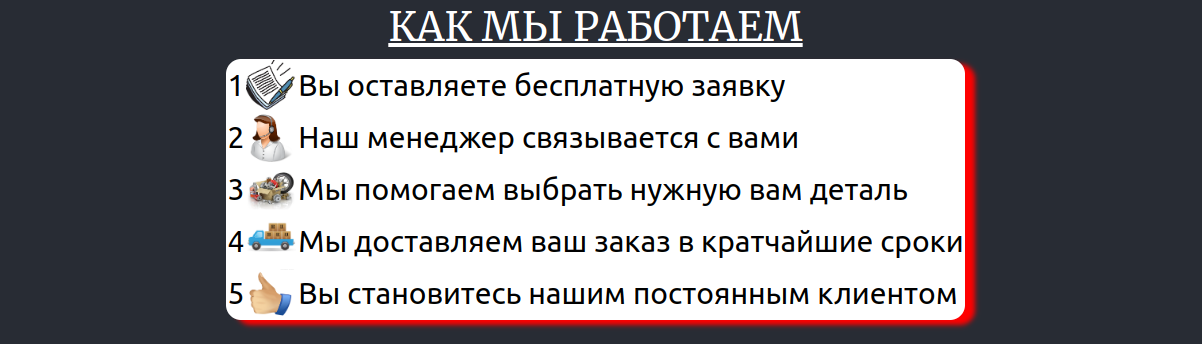 КАК МЫ РАБОТАЕМ
1 Вы оставляете бесплатную заявку
2 Наш менеджер связывается с вами
3 Мы помогаем выбрать нужную вам деталь
4 Мы доставляем ваш заказ в кратчайшие сроки
5 Вы становитесь нашим постоянным клиентом